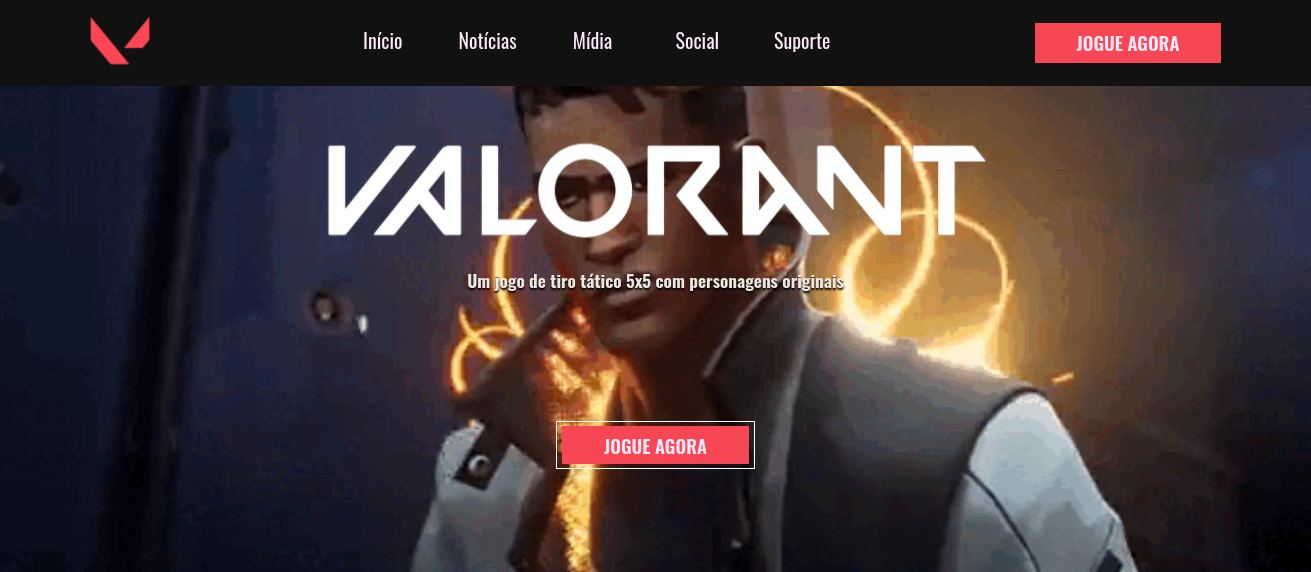 Início Notícias Mídia Social Suporte JOGUE AGORA
VALORANT
Um jogo de tiro tático 5x5 com personagens originais
JOGUE AGORA